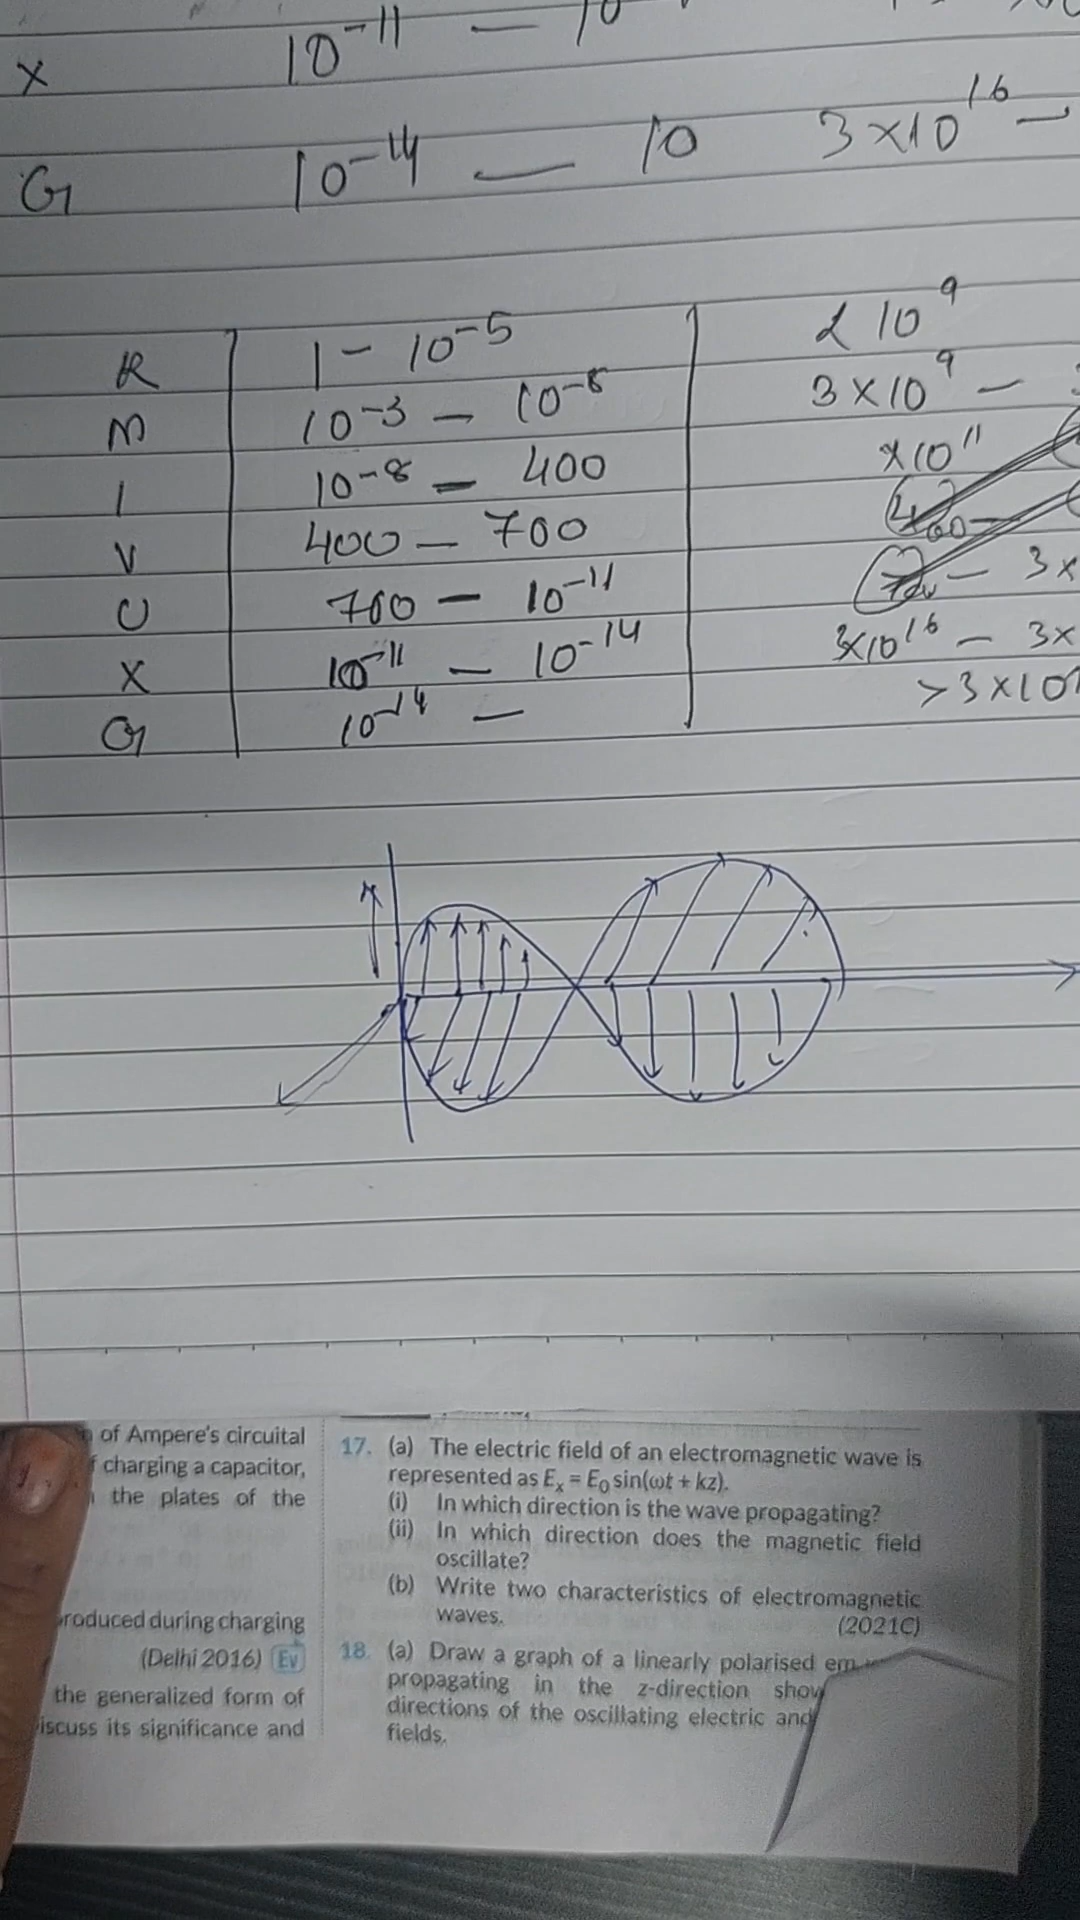 X 10⁻¹¹ — 10
G 10⁻¹⁴ — 10 3×10¹⁶ —
R 1 - 10⁻⁵ < 10⁹
M 10⁻³ — 10⁻⁸ 3×10⁹ —
I 10⁻⁸ — 400 ×10¹¹
V 400 — 700
U 700 — 10⁻¹¹ — 3×
X 10⁻¹¹ — 10⁻¹⁴ 3×10¹⁶ — 3×
G 10⁻¹⁴ — >3×10
of Ampere's circuital
charging a capacitor,
the plates of the
produced during charging
(Delhi 2016) Ev
the generalized form of
discuss its significance and
17. (a) The electric field of an electromagnetic wave is
represented as Eₓ = E₀ sin(ωt + kz).
(i) In which direction is the wave propagating?
(ii) In which direction does the magnetic field
oscillate?
(b) Write two characteristics of electromagnetic
waves. (2021C)
18. (a) Draw a graph of a linearly polarised em
propagating in the z-direction show
directions of the oscillating electric and
fields.